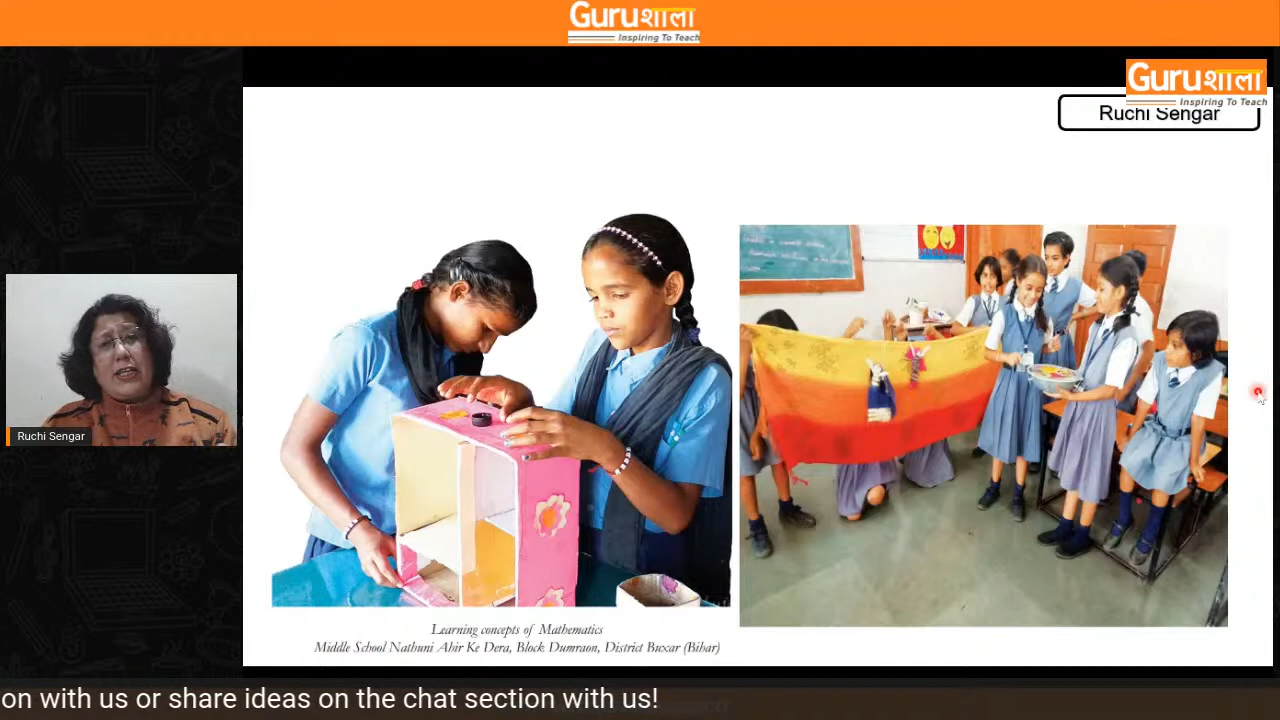 Guruशाला
Inspiring To Teach
Guruशाला
Inspiring To Teach
Ruchi Sengar
Ruchi Sengar
Learning concepts of Mathematics
Middle School Nathuni Ahir Ke Dera, Block Dumraon, District Buxar (Bihar)
on with us or share ideas on the chat section with us!